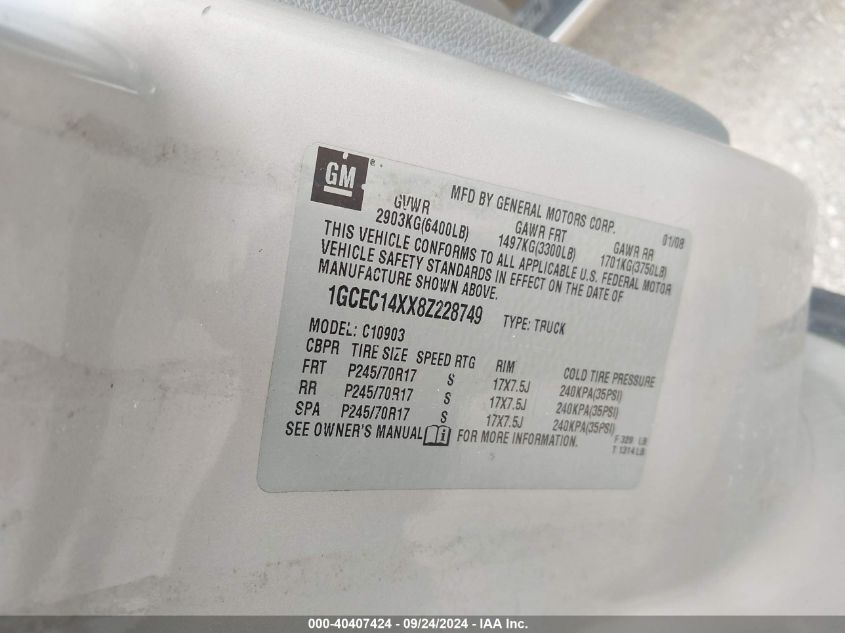 GM ®
MFD BY GENERAL MOTORS CORP. 01/08
GVWR GAWR FRT GAWR RR
2903KG(6400LB) 1497KG(3300LB) 1701KG(3750LB)
THIS VEHICLE CONFORMS TO ALL APPLICABLE U.S. FEDERAL MOTOR
VEHICLE SAFETY STANDARDS IN EFFECT ON THE DATE OF
MANUFACTURE SHOWN ABOVE.
1GCEC14XX8Z228749 TYPE: TRUCK
MODEL: C10903
CBPR TIRE SIZE SPEED RTG RIM COLD TIRE PRESSURE
FRT P245/70R17 S 17X7.5J 240KPA(35PSI)
RR P245/70R17 S 17X7.5J 240KPA(35PSI)
SPA P245/70R17 S 17X7.5J 240KPA(35PSI)
SEE OWNER'S MANUAL i FOR MORE INFORMATION.
F 329 LB
T 1314 LB
000-40407424 - 09/24/2024 - IAA Inc.